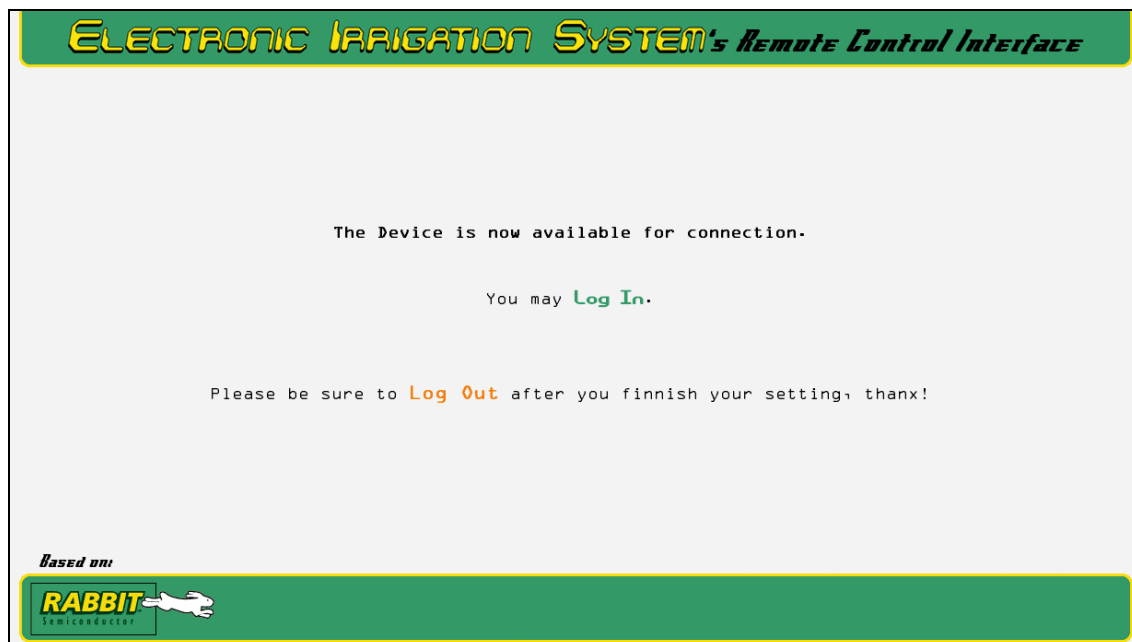 Electronic Irrigation System's Remote Control Interface
The Device is now available for connection.
You may Log In.
Please be sure to Log Out after you finnish your setting, thanx!
Based on:
RABBIT
Semiconductor